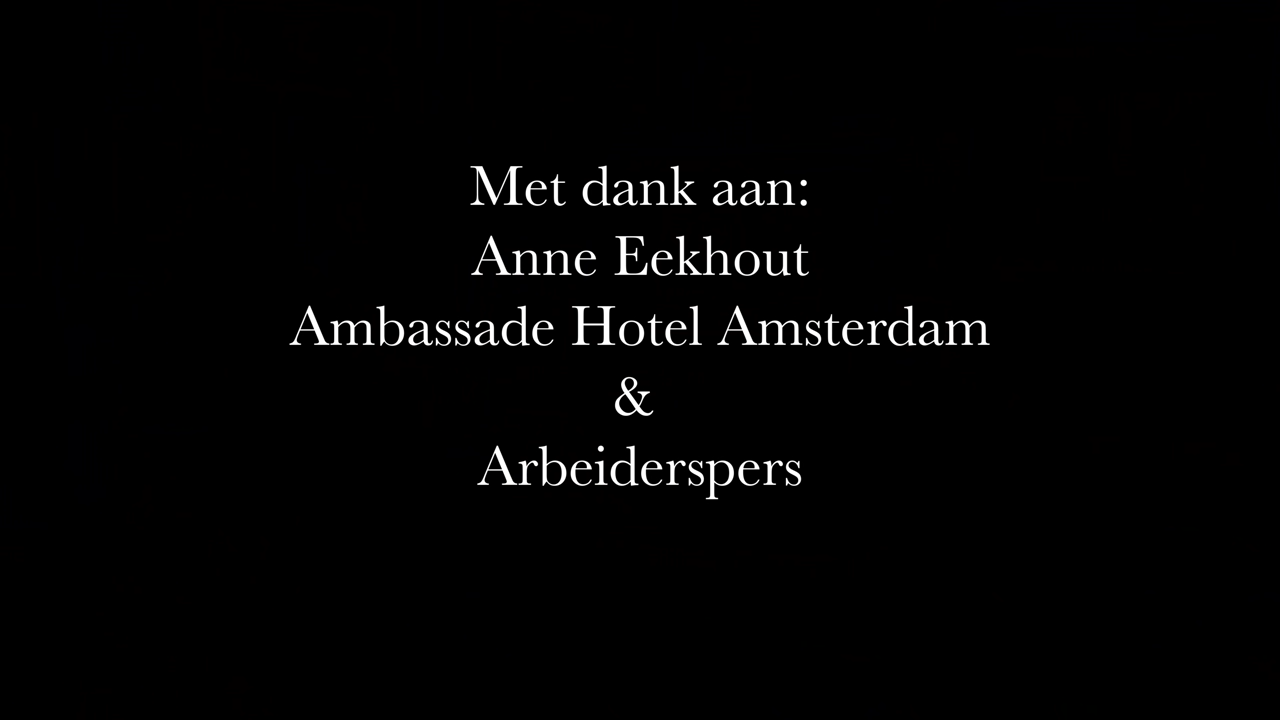 Met dank aan:
Anne Eekhout
Ambassade Hotel Amsterdam
&
Arbeiderspers